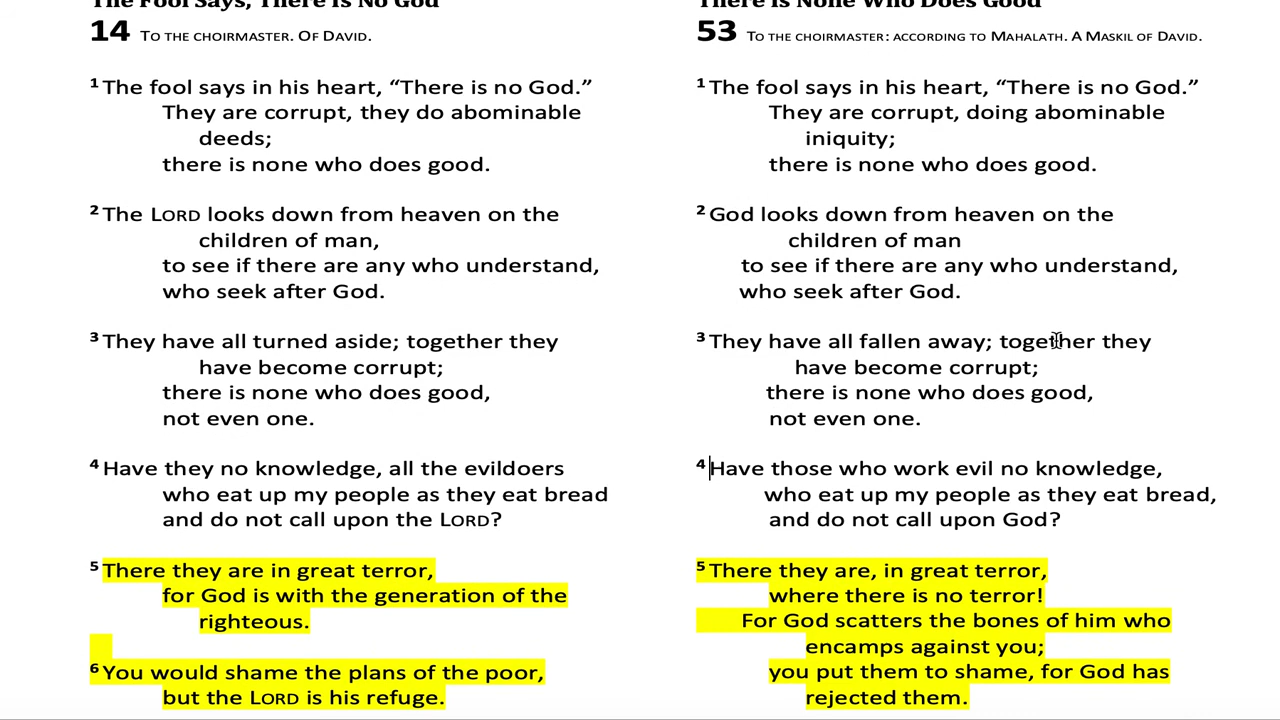 The Fool Says, There Is No God
14 TO THE CHOIRMASTER. OF DAVID.
1 The fool says in his heart, “There is no God.”
They are corrupt, they do abominable
deeds;
there is none who does good.
2 The LORD looks down from heaven on the
children of man,
to see if there are any who understand,
who seek after God.
3 They have all turned aside; together they
have become corrupt;
there is none who does good,
not even one.
4 Have they no knowledge, all the evildoers
who eat up my people as they eat bread
and do not call upon the LORD?
5 There they are in great terror,
for God is with the generation of the
righteous.
6 You would shame the plans of the poor,
but the LORD is his refuge.
There Is None Who Does Good
53 TO THE CHOIRMASTER: ACCORDING TO MAHALATH. A MASKIL OF DAVID.
1 The fool says in his heart, “There is no God.”
They are corrupt, doing abominable
iniquity;
there is none who does good.
2 God looks down from heaven on the
children of man
to see if there are any who understand,
who seek after God.
3 They have all fallen away; together they
have become corrupt;
there is none who does good,
not even one.
4 Have those who work evil no knowledge,
who eat up my people as they eat bread,
and do not call upon God?
5 There they are, in great terror,
where there is no terror!
For God scatters the bones of him who
encamps against you;
you put them to shame, for God has
rejected them.